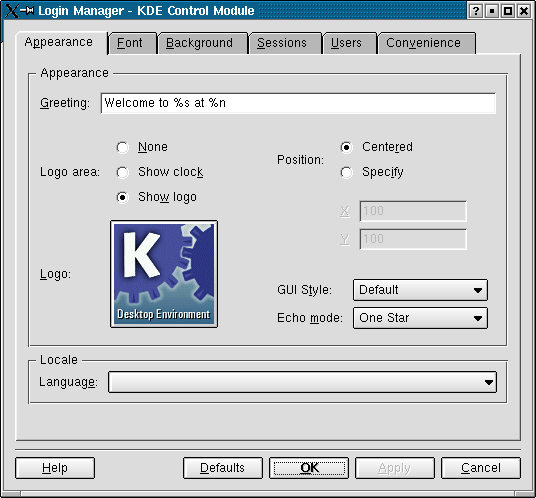 Login Manager - KDE Control Module
Appearance Font Background Sessions Users Convenience
Appearance
Greeting: Welcome to %s at %n
Logo area:
None
Show clock
Show logo
Position:
Centered
Specify
X 100
Y 100
Logo:
K
Desktop Environment
GUI Style: Default
Echo mode: One Star
Locale
Language:
Help Defaults OK Apply Cancel